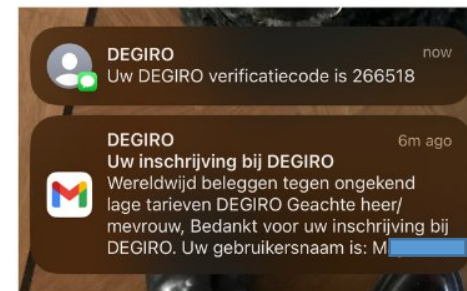 DEGIRO
now
Uw DEGIRO verificatiecode is 266518
DEGIRO
6m ago
Uw inschrijving bij DEGIRO
Wereldwijd beleggen tegen ongekend
lage tarieven DEGIRO Geachte heer/
mevrouw, Bedankt voor uw inschrijving bij
DEGIRO. Uw gebruikersnaam is: M